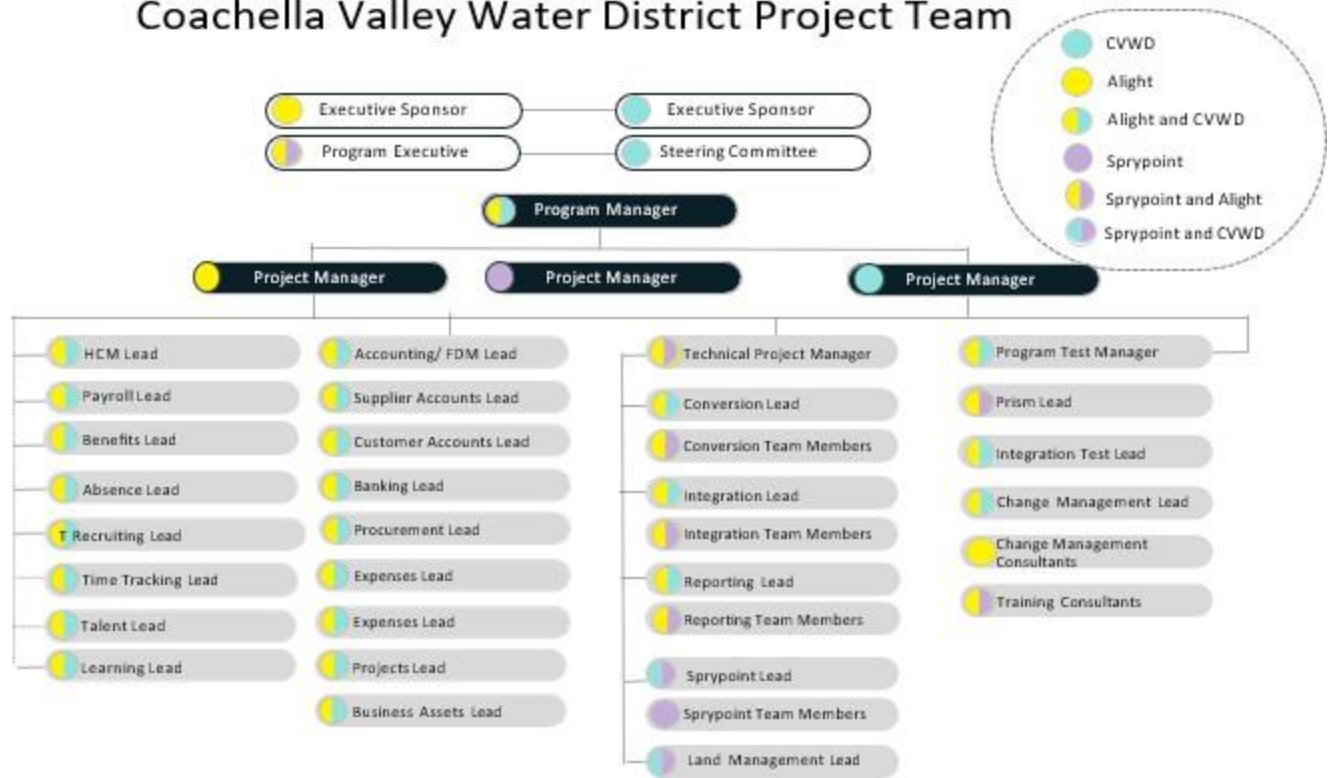 Coachella Valley Water District Project Team
CVWD
Alight
Alight and CVWD
Sprypoint
Sprypoint and Alight
Sprypoint and CVWD
Executive Sponsor
Executive Sponsor
Program Executive
Steering Committee
Program Manager
Project Manager
Project Manager
Project Manager
HCM Lead
Payroll Lead
Benefits Lead
Absence Lead
T Recruiting Lead
Time Tracking Lead
Talent Lead
Learning Lead
Accounting/ FDM Lead
Supplier Accounts Lead
Customer Accounts Lead
Banking Lead
Procurement Lead
Expenses Lead
Expenses Lead
Projects Lead
Business Assets Lead
Technical Project Manager
Conversion Lead
Conversion Team Members
Integration Lead
Integration Team Members
Reporting Lead
Reporting Team Members
Sprypoint Lead
Sprypoint Team Members
Land Management Lead
Program Test Manager
Prism Lead
Integration Test Lead
Change Management Lead
Change Management
Consultants
Training Consultants